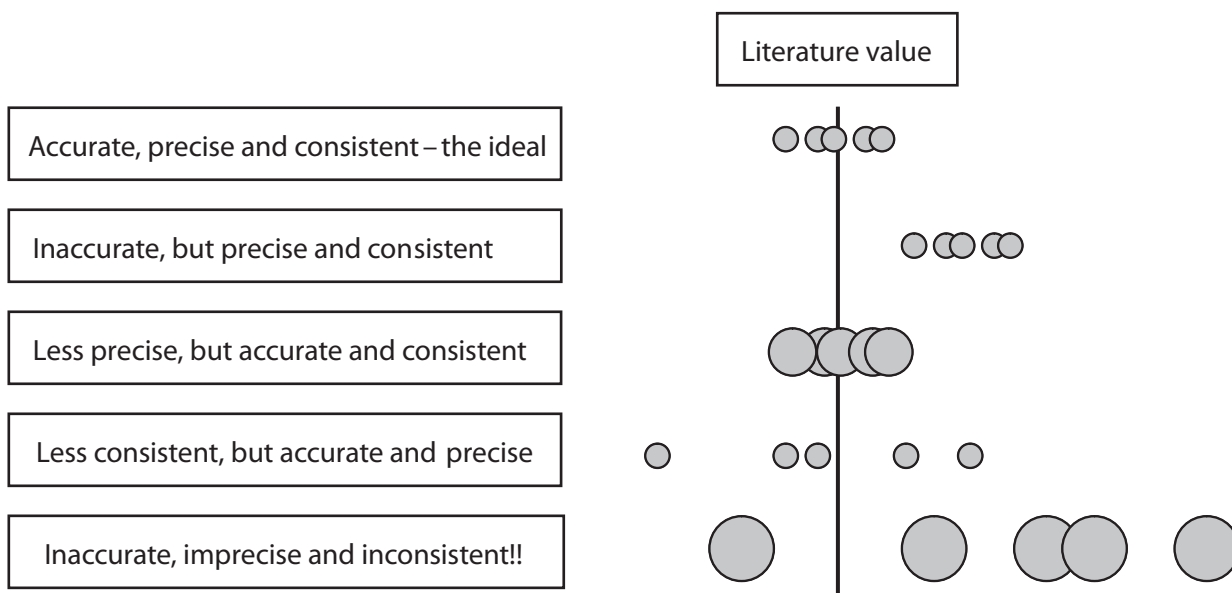 Literature value
Accurate, precise and consistent – the ideal
Inaccurate, but precise and consistent
Less precise, but accurate and consistent
Less consistent, but accurate and precise
Inaccurate, imprecise and inconsistent!!